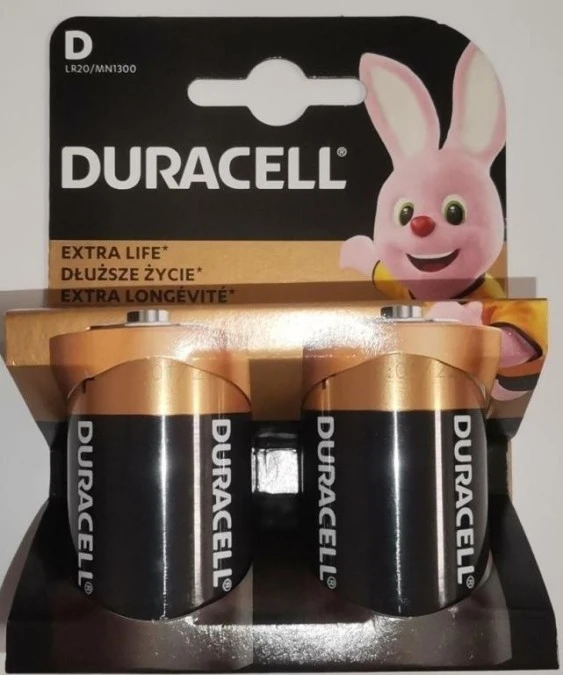 D
LR20/MN1300
DURACELL®
EXTRA LIFE*
DŁUŻSZE ŻYCIE*
EXTRA LONGÉVITÉ*
DURACELL®
DURACELL®
DURACELL®
DURACELL®